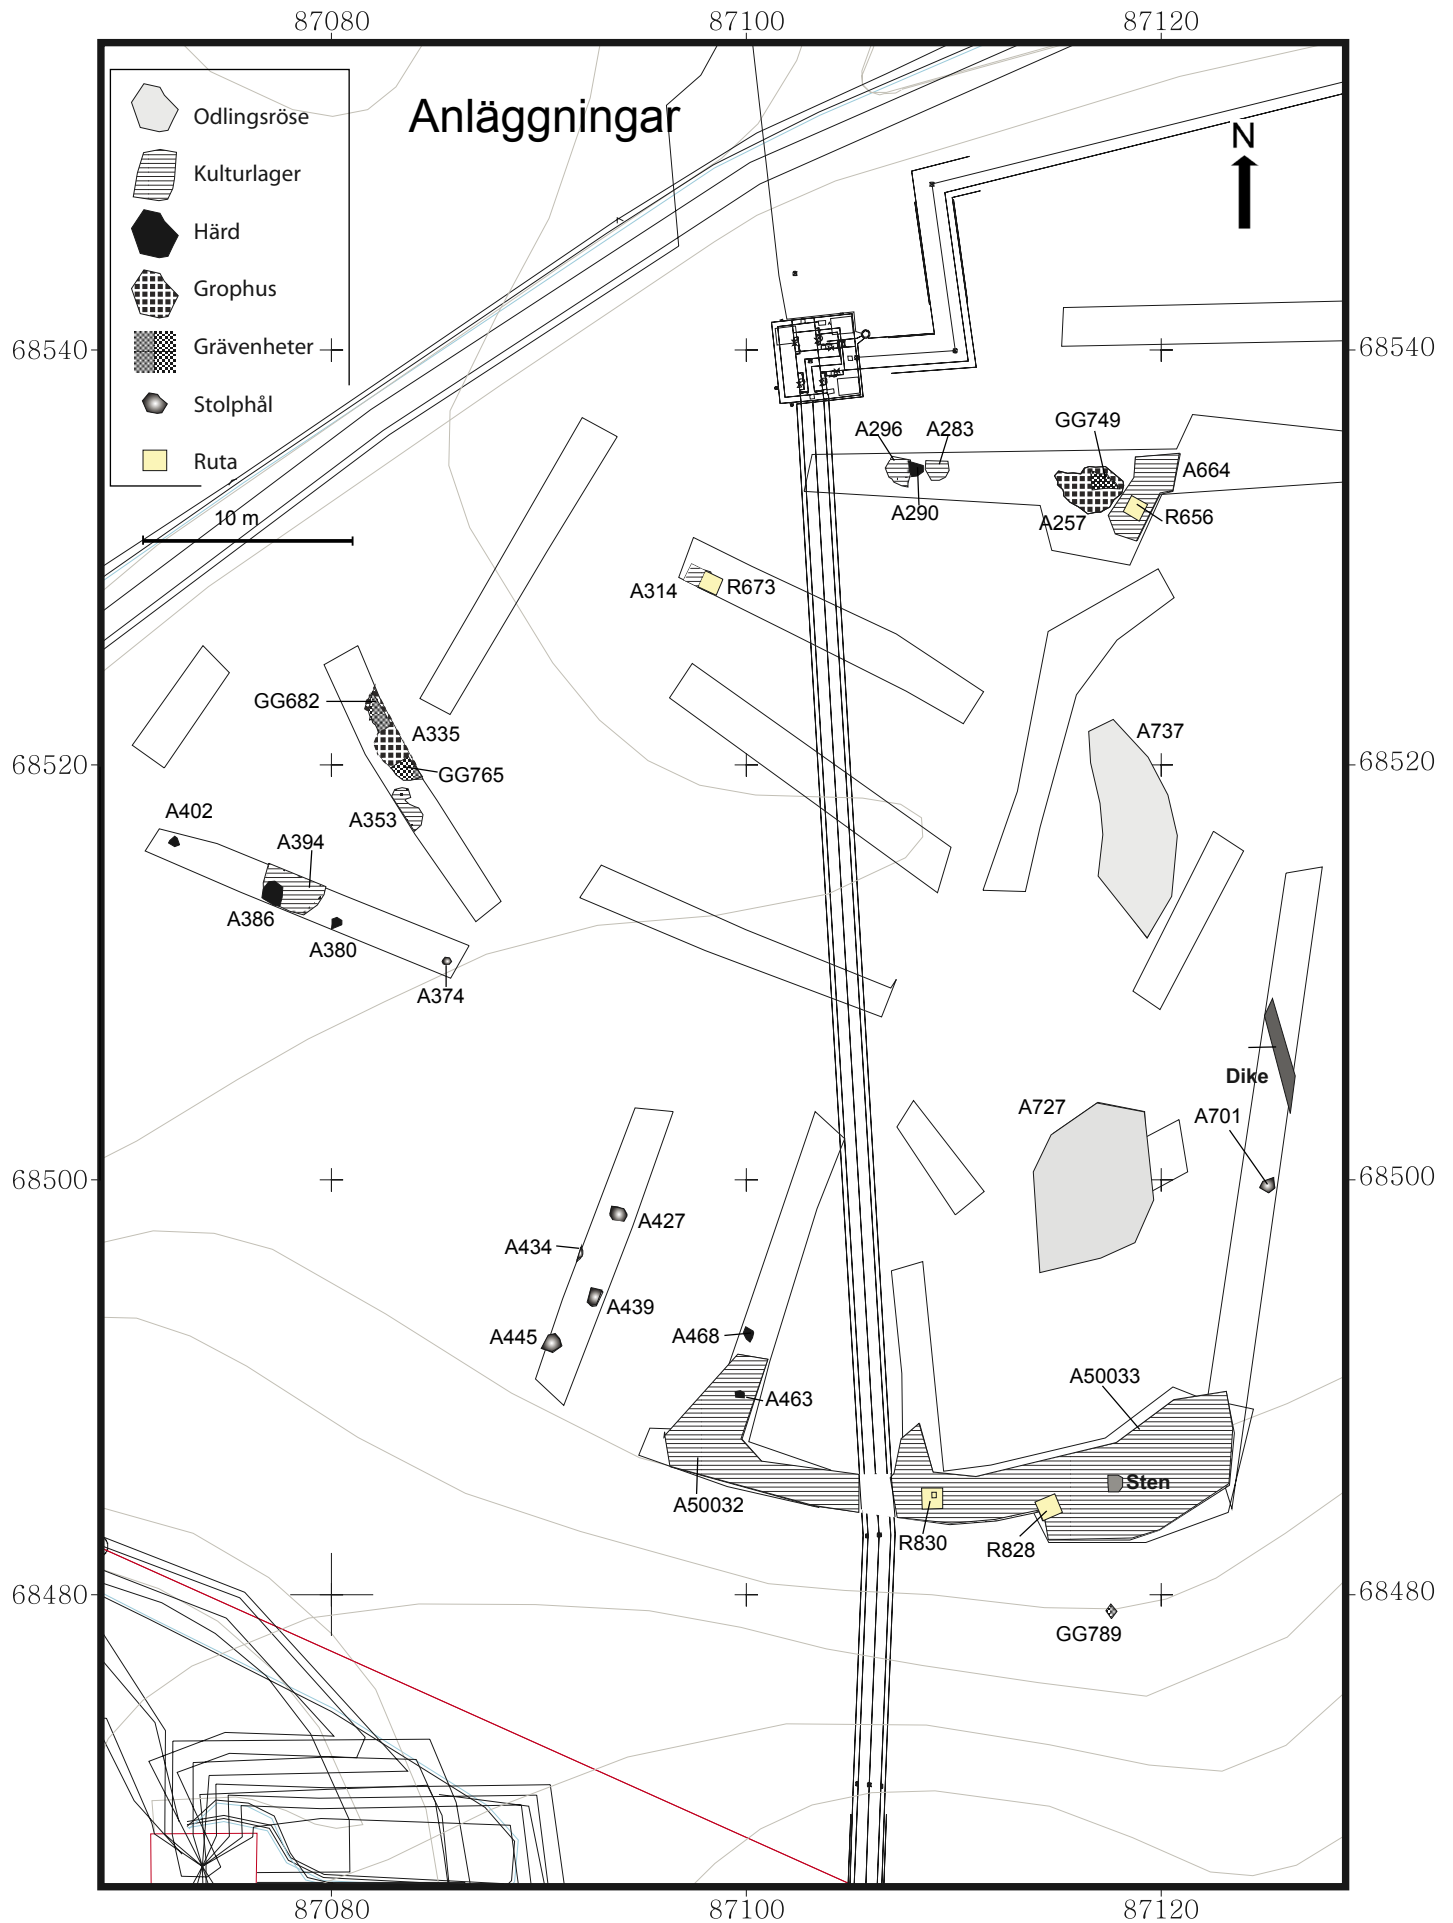 87080
87100
87120
Anläggningar
Odlingsröse
Kulturlager
Härd
Grophus
Grävenheter
Stolphål
Ruta
10 m
N
68540
68540
A296
A283
GG749
A664
A290
A257
R656
A314
R673
GG682
A335
GG765
A737
68520
68520
A402
A353
A394
A386
A380
A374
Dike
A727
A701
68500
68500
A427
A434
A439
A445
A468
A463
A50033
Sten
A50032
R830
R828
68480
68480
GG789
87080
87100
87120